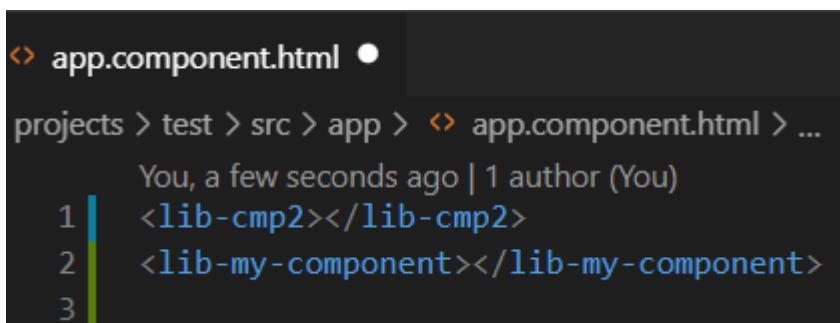 <> app.component.html ●
projects > test > src > app > <> app.component.html > ...
You, a few seconds ago | 1 author (You)
1 <lib-cmp2></lib-cmp2>
2 <lib-my-component></lib-my-component>
3